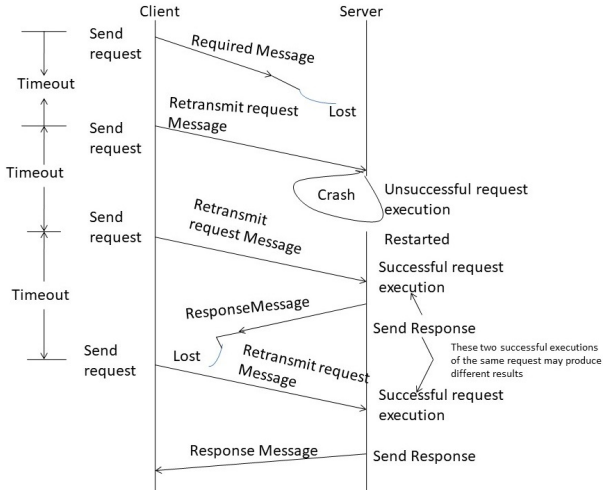 Client
Server
Send
request
Required Message
Timeout
Lost
Retransmit request
Message
Send
request
Timeout
Crash
Unsuccessful request
execution
Retransmit
request Message
Send
request
Restarted
Successful request
execution
Timeout
ResponseMessage
Send Response
These two successful executions
of the same request may produce
different results
Send
request
Lost
Retransmit request
Message
Successful request
execution
Response Message
Send Response